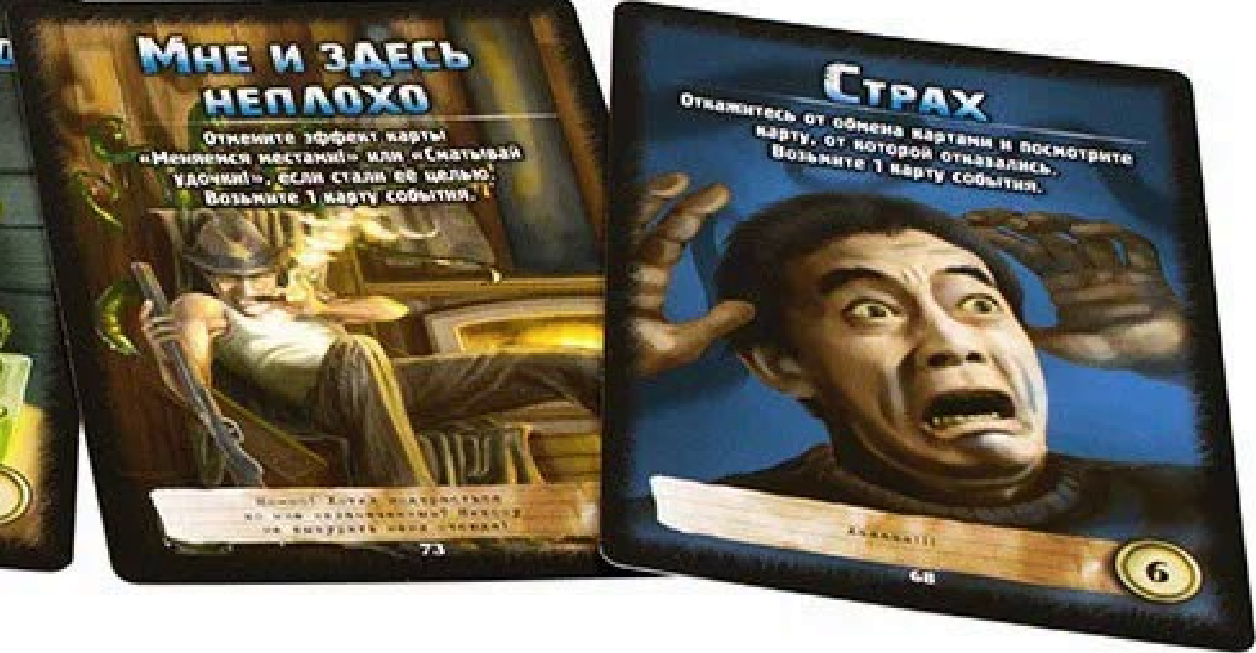 Мне и здесь
неплохо
Отмените эффект карты
«Меняемся местами!» или «Сматывай
удочки!», если стали её целью.
Возьмите 1 карту события.
73
Страх
Откажитесь от обмена картами и посмотрите
карту, от которой отказались.
Возьмите 1 карту события.
6
68